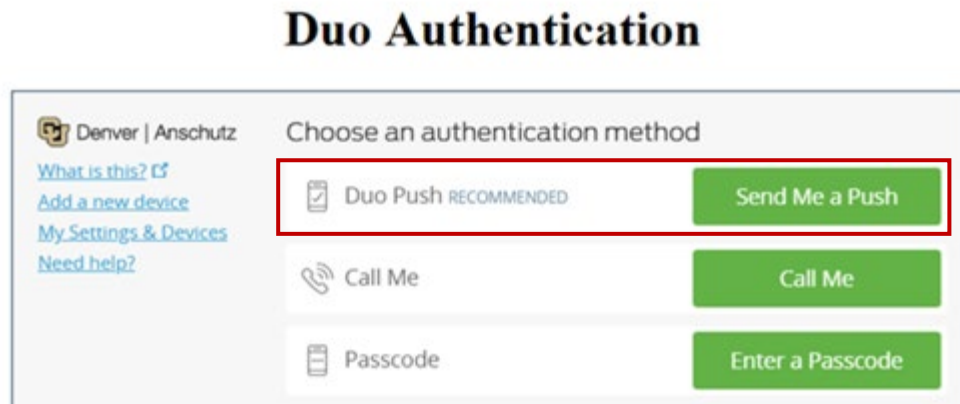 Duo Authentication
Denver | Anschutz
What is this?
Add a new device
My Settings & Devices
Need help?
Choose an authentication method
Duo Push RECOMMENDED
Send Me a Push
Call Me
Call Me
Passcode
Enter a Passcode